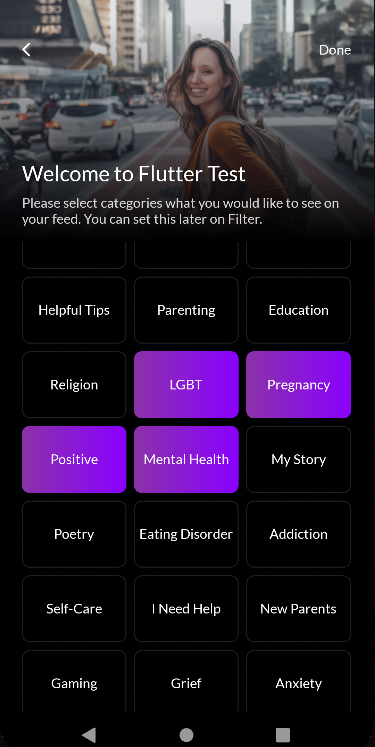 Done
Welcome to Flutter Test
Please select categories what you would like to see on
your feed. You can set this later on Filter.
Helpful Tips
Parenting
Education
Religion
LGBT
Pregnancy
Positive
Mental Health
My Story
Poetry
Eating Disorder
Addiction
Self-Care
I Need Help
New Parents
Gaming
Grief
Anxiety